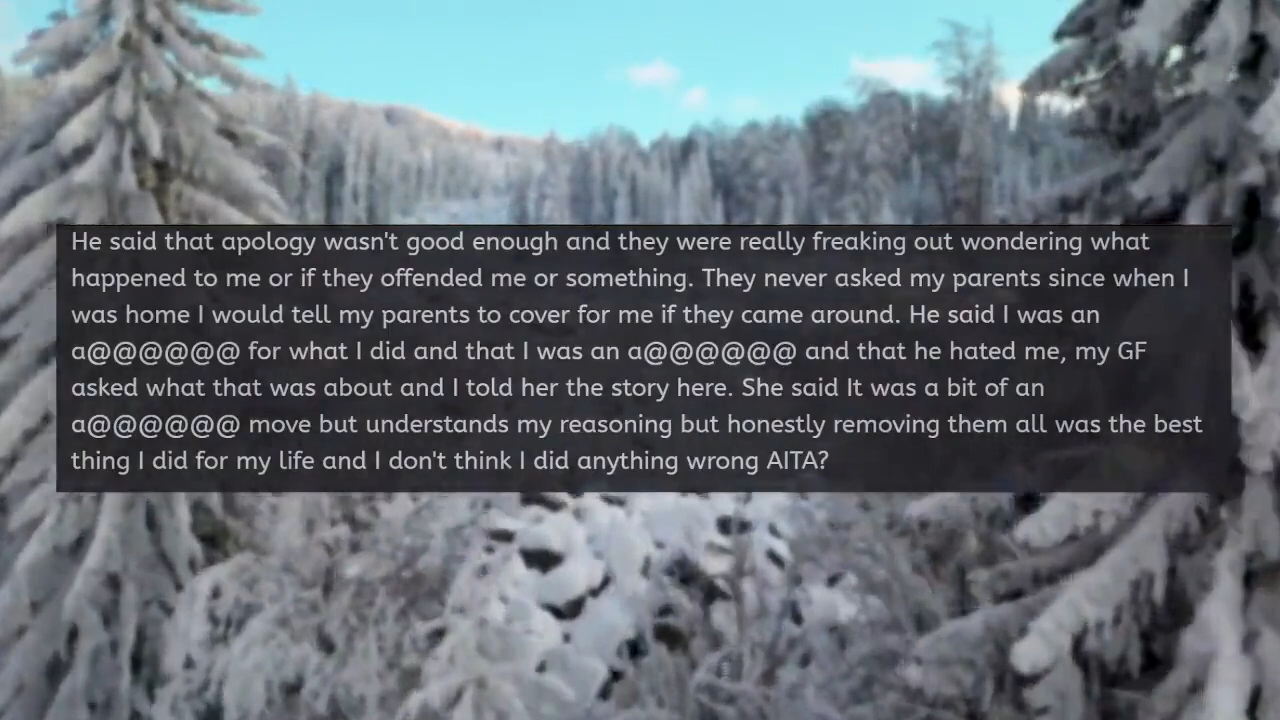 He said that apology wasn't good enough and they were really freaking out wondering what
happened to me or if they offended me or something. They never asked my parents since when I
was home I would tell my parents to cover for me if they came around. He said I was an
a@@@@@@ for what I did and that I was an a@@@@@@ and that he hated me, my GF
asked what that was about and I told her the story here. She said It was a bit of an
a@@@@@@ move but understands my reasoning but honestly removing them all was the best
thing I did for my life and I don't think I did anything wrong AITA?